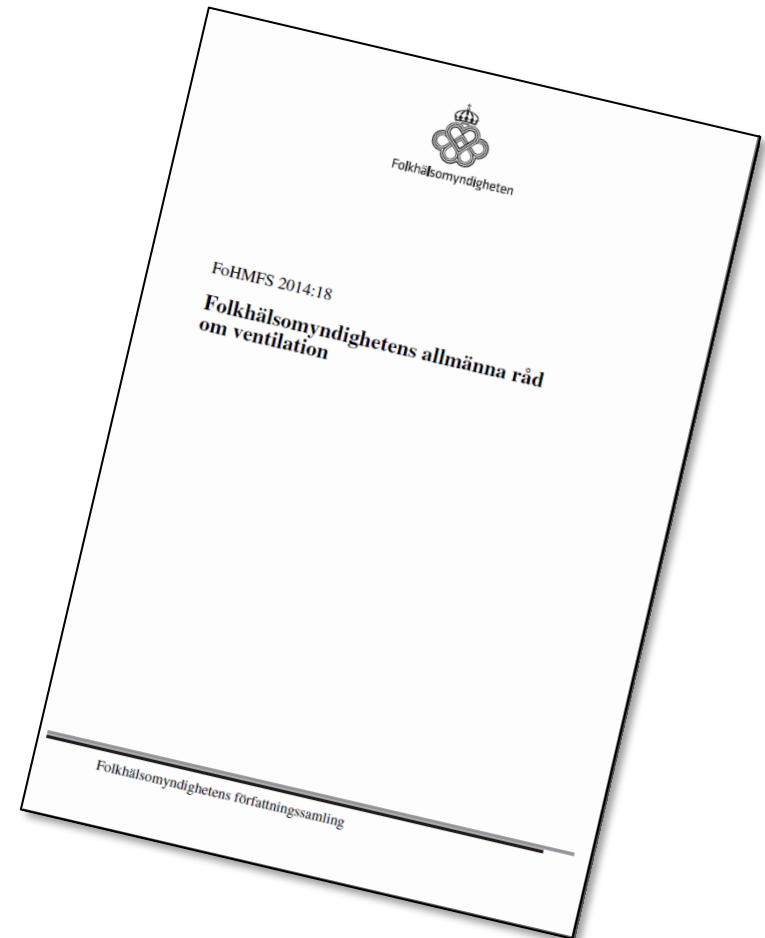 Folkhälsomyndigheten
FoHMFS 2014:18
Folkhälsomyndighetens allmänna råd
om ventilation
Folkhälsomyndighetens författningssamling